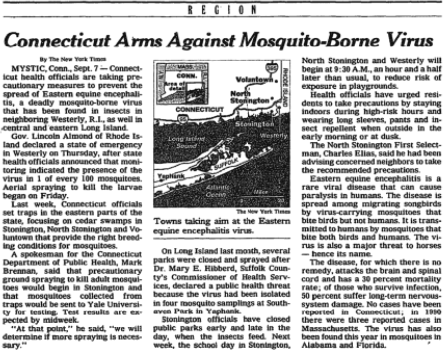 REGION
Connecticut Arms Against Mosquito-Borne Virus
By The New York Times
MYSTIC, Conn., Sept. 7 — Connect-
icut health officials are taking pre-
cautionary measures to prevent the
spread of Eastern equine encephali-
tis, a deadly mosquito-borne virus
that has been found in insects in
neighboring Westerly, R.I., as well in
central and eastern Long Island.
Gov. Lincoln Almond of Rhode Is-
land declared a state of emergency
in Westerly on Thursday, after state
health officials announced that moni-
toring indicated the presence of the
virus in 1 of every 100 mosquitoes.
Aerial spraying to kill the larvae
began on Friday.
Last week, Connecticut officials
set traps in the eastern parts of the
state, focusing on cedar swamps in
Stonington, North Stonington and Vo-
luntown that provide the right breed-
ing conditions for mosquitoes.
A spokesman for the Connecticut
Department of Public Health, Mark
Brennan, said that precautionary
ground spraying to kill adult mosqui-
toes would begin in Stonington and
that mosquitoes collected from
traps would be sent to Yale Universi-
ty for testing. Test results are ex-
pected by midweek.
"At that point," he said, "we will
determine if more spraying is neces-
sary."
MASS.
CONN.
Area of
detail
CONNECTICUT
Voluntown
North
Stonington
RHODE ISLAND
Stonington
Westerly
Long Island
SUFFOLK
Yaphank
Atlantic
Ocean
Miles
The New York Times
Towns taking aim at the Eastern
equine encephalitis virus.
On Long Island last month, several
parks were closed and sprayed after
Dr. Mary E. Hibberd, Suffolk Coun-
ty's Commissioner of Health Serv-
ices, declared a public health threat
because the virus had been isolated
in four mosquito samplings at South-
aven Park in Yaphank.
Stonington officials have closed
public parks early and late in the
day, when the insects feed. Next
week, the school day in Stonington,
North Stonington and Westerly will
begin at 9:30 A.M., an hour and a half
later than usual, to reduce risk of
exposure in playgrounds.
Health officials have urged resi-
dents to take precautions by staying
indoors during high-risk hours and
wearing long sleeves, pants and in-
sect repellent when outside in the
early morning or at dusk.
The North Stonington First Select-
man, Charles Elias, said he had been
advising concerned neighbors to take
the recommended precautions.
Eastern equine encephalitis is a
rare viral disease that can cause
paralysis in humans. The disease is
spread among migrating songbirds
by virus-carrying mosquitoes that
bite birds but not humans. It is trans-
mitted to humans by mosquitoes that
bite both birds and humans. The vi-
rus is also a major threat to horses
— hence its name.
The disease, for which there is no
remedy, attacks the brain and spinal
cord and has a 30 percent mortality
rate; of those who survive infection,
50 percent suffer long-term nervous-
system damage. No cases have been
reported in Connecticut; in 1990
there were three reported cases in
Massachusetts. The virus has also
been found this year in mosquitoes in
Alabama and Florida.